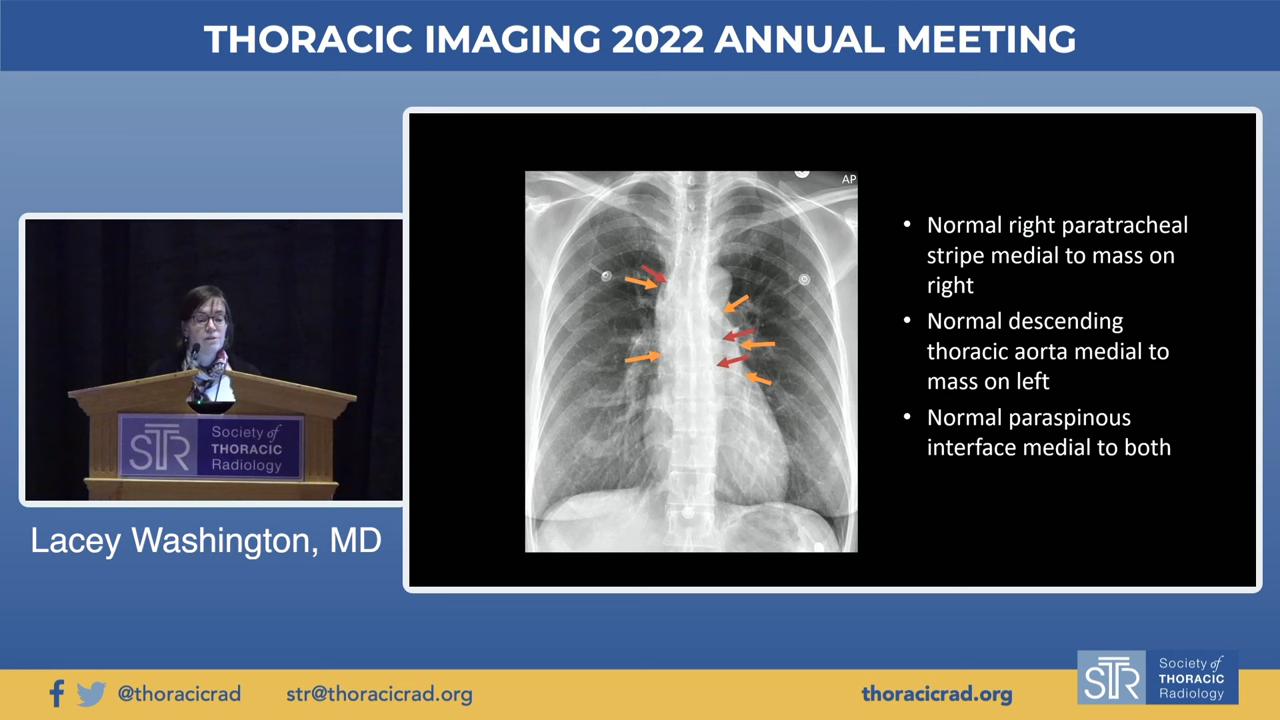 THORACIC IMAGING 2022 ANNUAL MEETING
AP
• Normal right paratracheal
stripe medial to mass on
right
• Normal descending
thoracic aorta medial to
mass on left
• Normal paraspinous
interface medial to both
STR
Society of
THORACIC
Radiology
Lacey Washington, MD
@thoracicrad
str@thoracicrad.org
thoracicrad.org
STR
Society of
THORACIC
Radiology